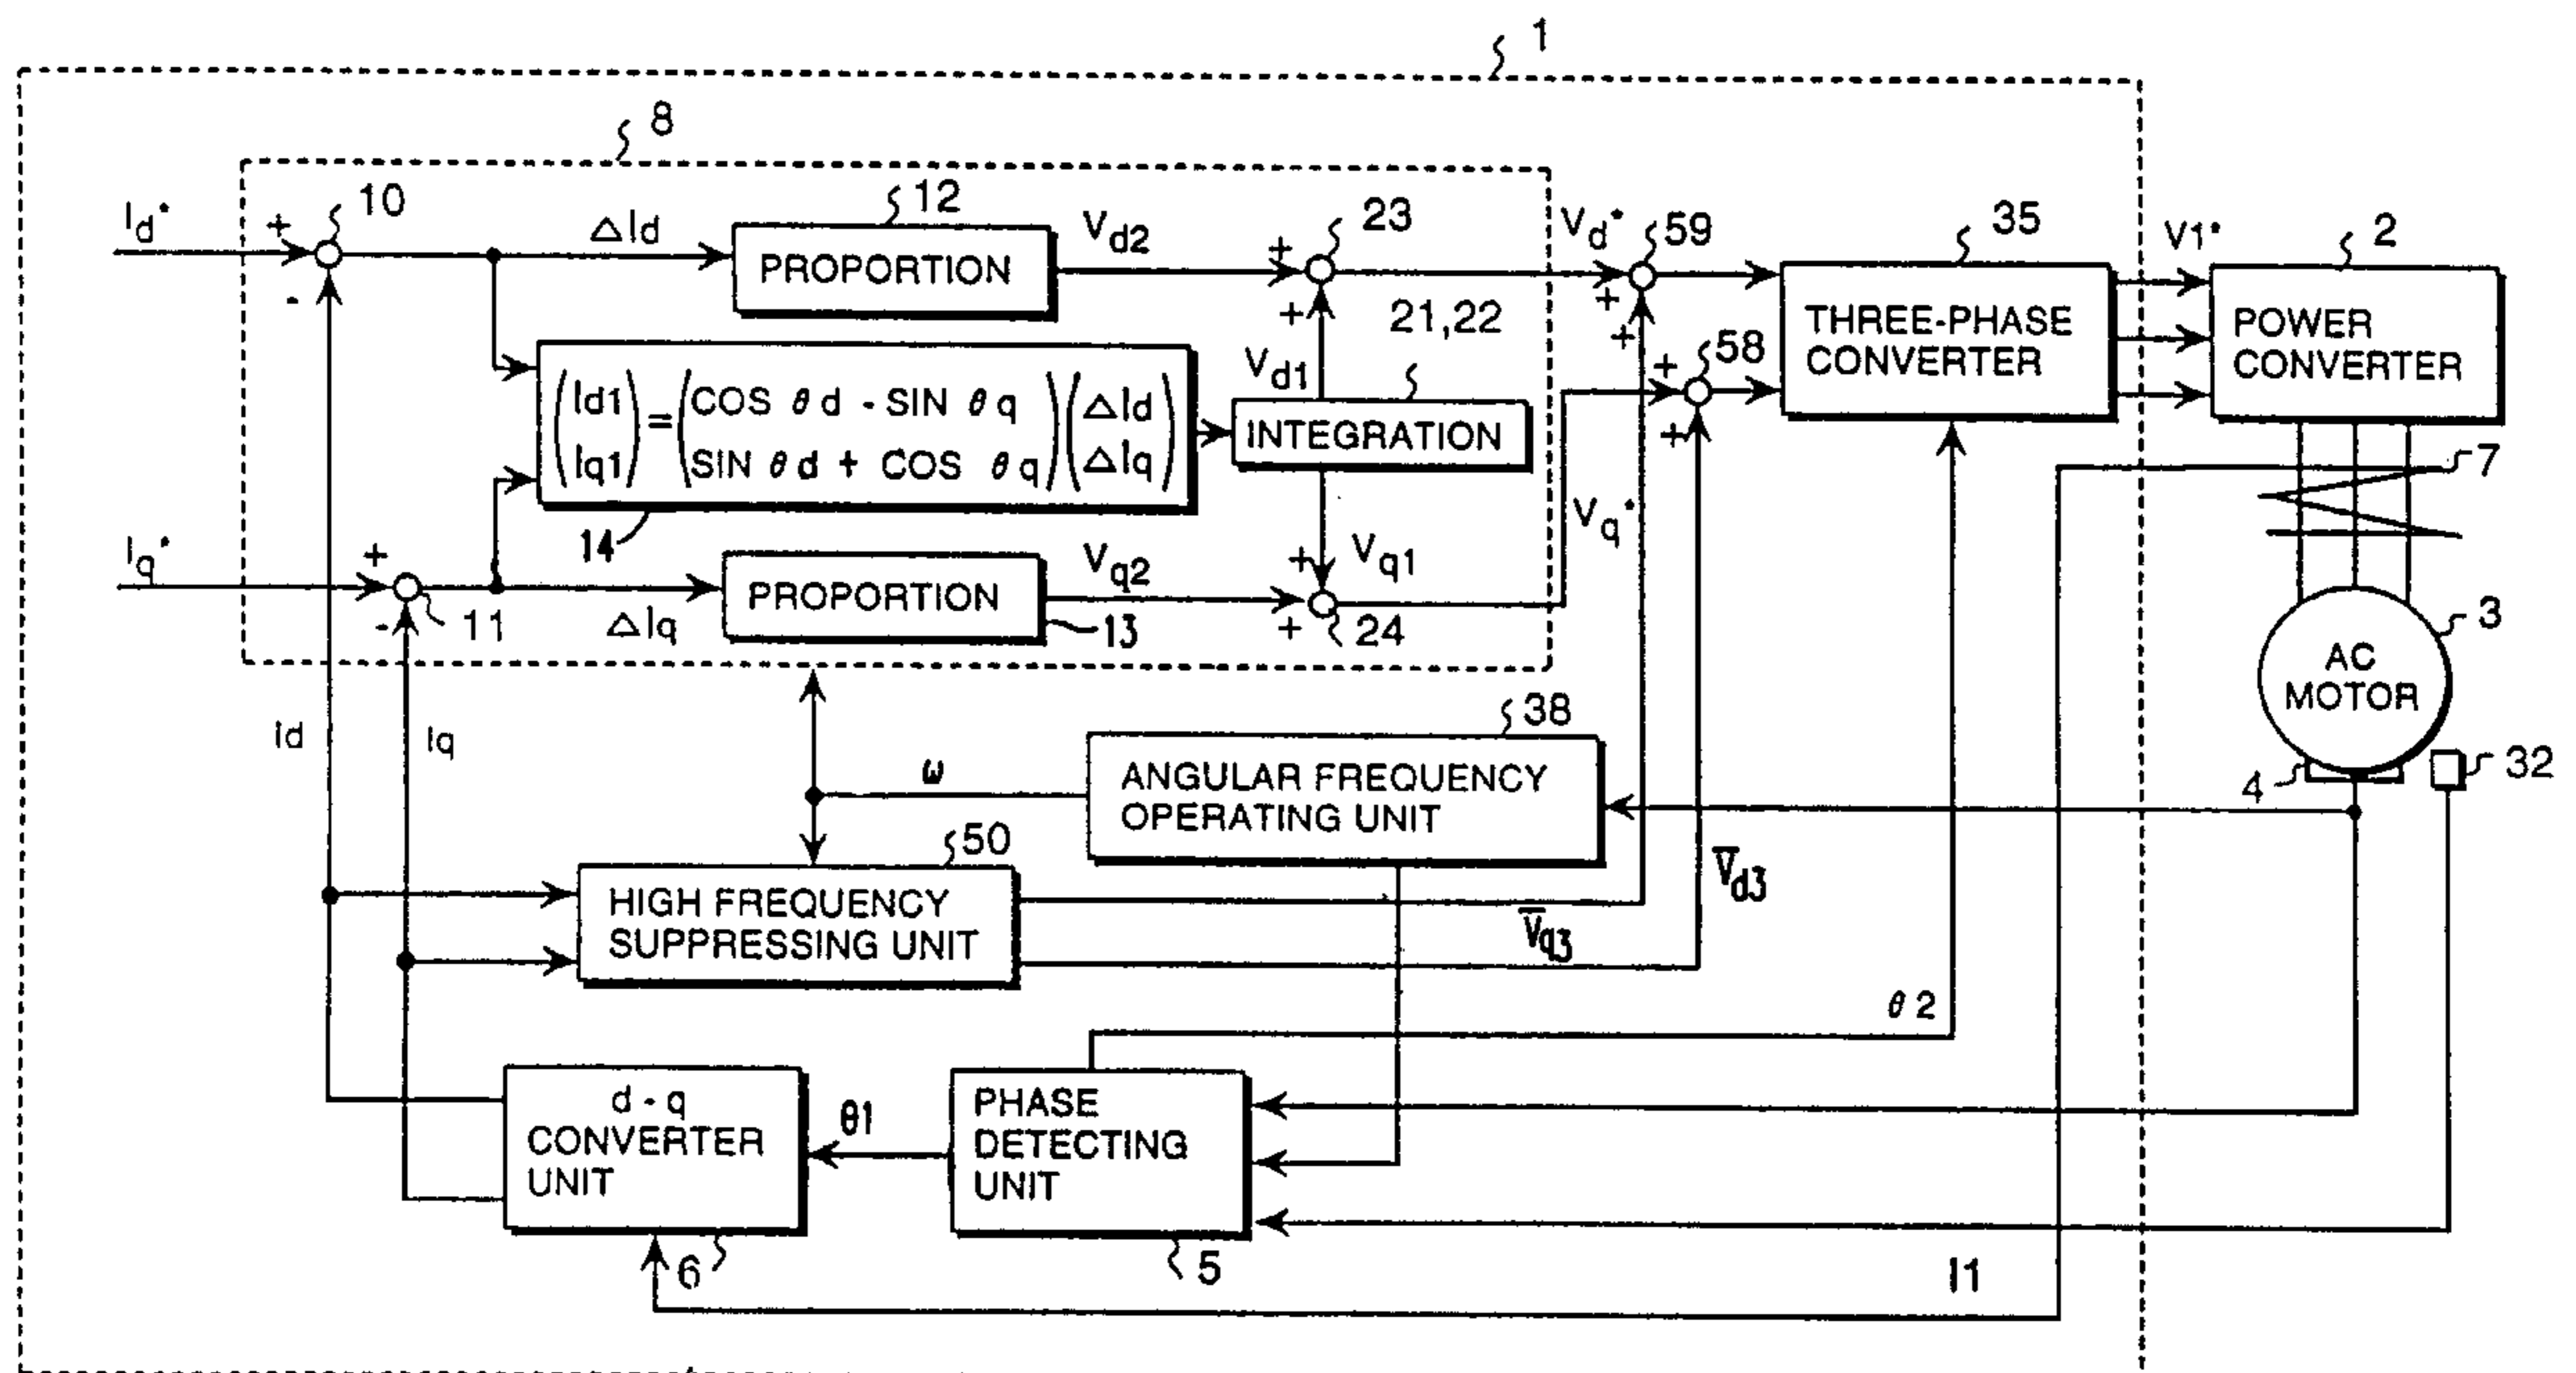 1
8
Id*
+
10
-
ΔId
12
PROPORTION
Vd2
+
23
+
Vd*
59
+
+
35
THREE-PHASE
CONVERTER
V1*
2
POWER
CONVERTER
21,22
Vd1
INTEGRATION
58
+
+
(Id1) = (COS θd - SIN θq) (ΔId)
(Iq1) (SIN θd + COS θq) (ΔIq)
14
Iq*
+
11
-
ΔIq
PROPORTION
13
Vq2
+
Vq1
+
24
Vq*
7
3
AC
MOTOR
4
32
Id
Iq
ω
38
ANGULAR FREQUENCY
OPERATING UNIT
50
HIGH FREQUENCY
SUPPRESSING UNIT
V̅d3
V̅q3
θ2
d - q
CONVERTER
UNIT
6
θ1
PHASE
DETECTING
UNIT
5
I1